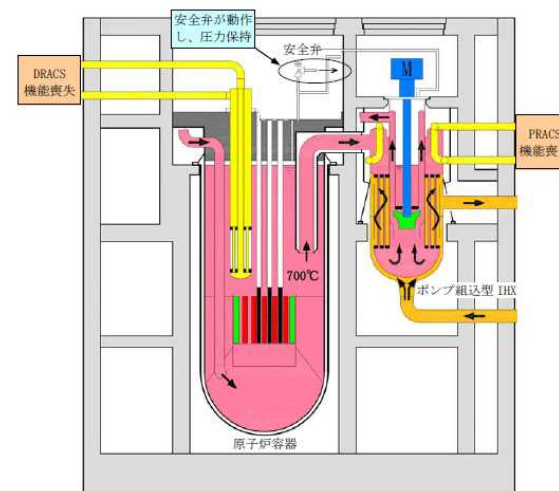 安全弁が動作
し、圧力保持
安全弁
M
DRACS
機能喪失
PRACS
機能喪
700℃
ポンプ組込型 IHX
原子炉容器